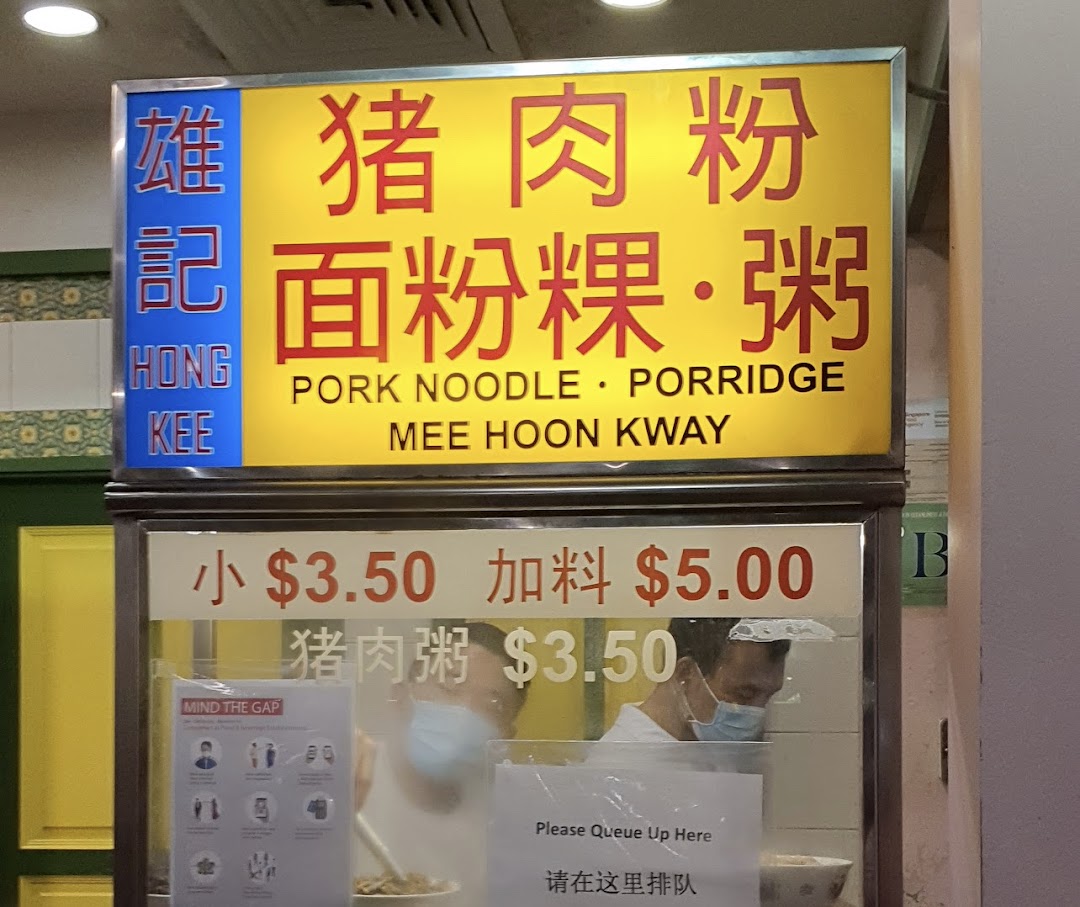 雄
記
HONG
KEE
猪肉粉
面粉粿·粥
PORK NOODLE · PORRIDGE
MEE HOON KWAY
小 $3.50 加料 $5.00
猪肉粥 $3.50
MIND THE GAP
Please Queue Up Here
请在这里排队
B